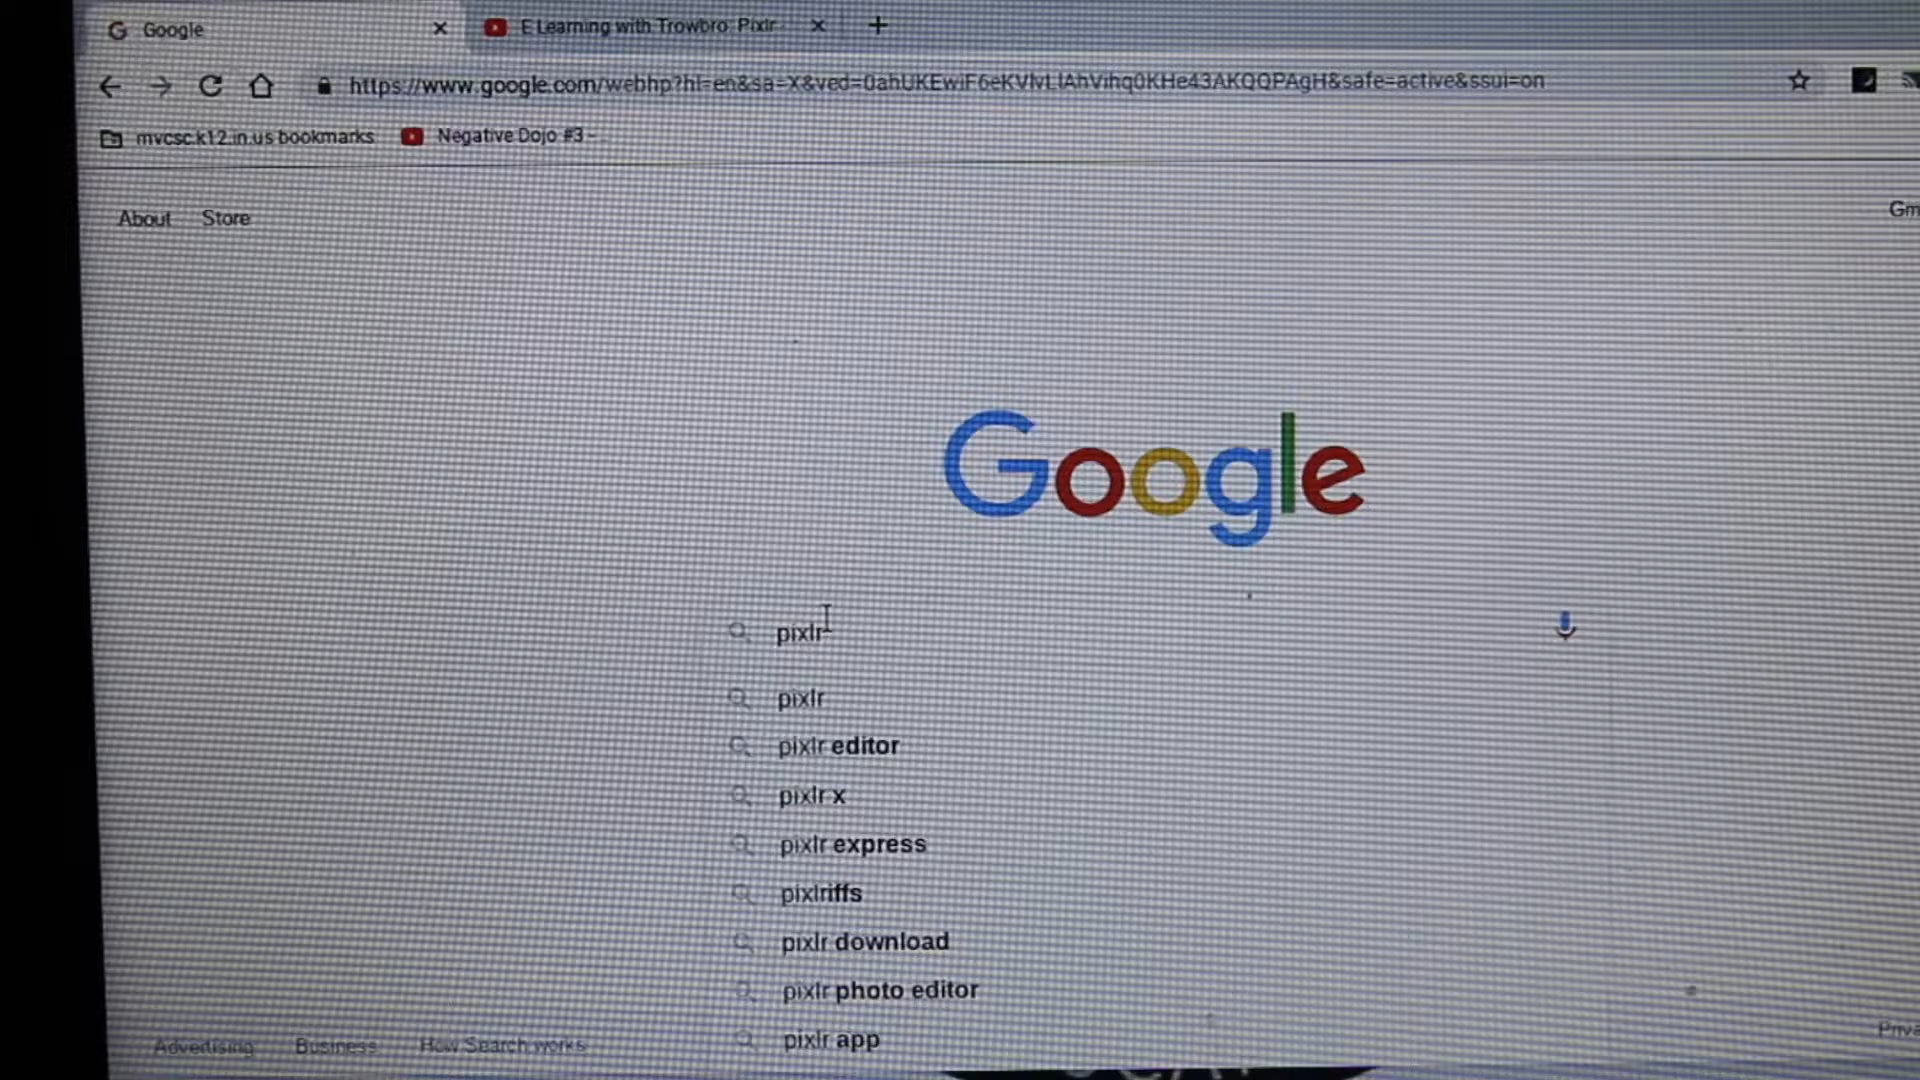 Google
E Learning with Trowbro: Pixlr
https://www.google.com/webhp?hl=en&sa=X&ved=0ahUKEwiF6eKVlvLlAhVihq0KHe43AKQQPAgH&safe=active&ssui=on
mvcsc.k12.in.us bookmarks
Negative Dojo #3 -
About
Store
Gm
Google
pixlr
pixlr
pixlr editor
pixlr x
pixlr express
pixlriffs
pixlr download
pixlr photo editor
pixlr app
Advertising
Business
How Search works
Priva